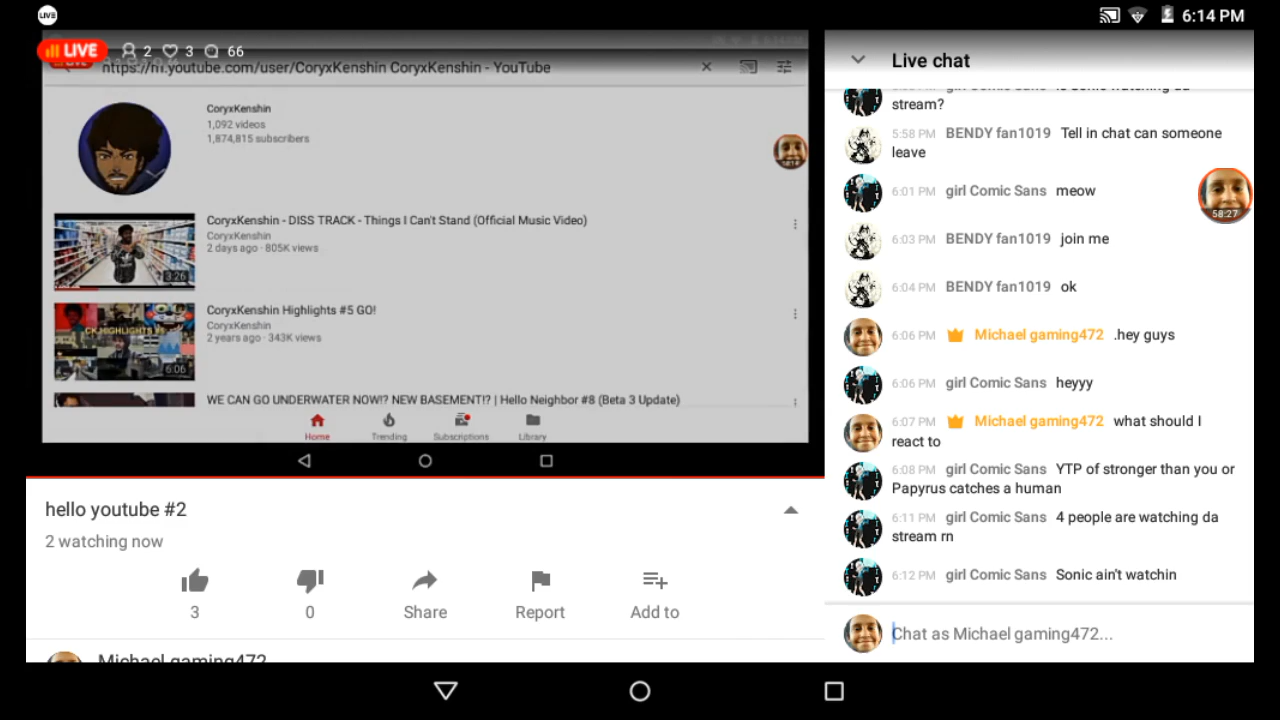 LIVE
6:14 PM
LIVE 2 3 66
https://m.youtube.com/user/CoryxKenshin CoryxKenshin - YouTube
CoryxKenshin
1,092 videos
1,874,815 subscribers
CoryxKenshin - DISS TRACK - Things I Can't Stand (Official Music Video)
CoryxKenshin
2 days ago · 805K views
3:26
CoryxKenshin Highlights #5 GO!
CoryxKenshin
2 years ago · 343K views
CK HIGHLIGHTS #5
6:06
WE CAN GO UNDERWATER NOW!? NEW BASEMENT!? | Hello Neighbor #8 (Beta 3 Update)
Home Trending Subscriptions Library
hello youtube #2
2 watching now
3 0 Share Report Add to
Michael gaming472
Live chat
stream?
5:58 PM BENDY fan1019 Tell in chat can someone
leave
6:01 PM girl Comic Sans meow
58:27
6:03 PM BENDY fan1019 join me
6:04 PM BENDY fan1019 ok
6:06 PM Michael gaming472 .hey guys
6:06 PM girl Comic Sans heyyy
6:07 PM Michael gaming472 what should I
react to
6:08 PM girl Comic Sans YTP of stronger than you or
Papyrus catches a human
6:11 PM girl Comic Sans 4 people are watching da
stream rn
6:12 PM girl Comic Sans Sonic ain't watchin
Chat as Michael gaming472...